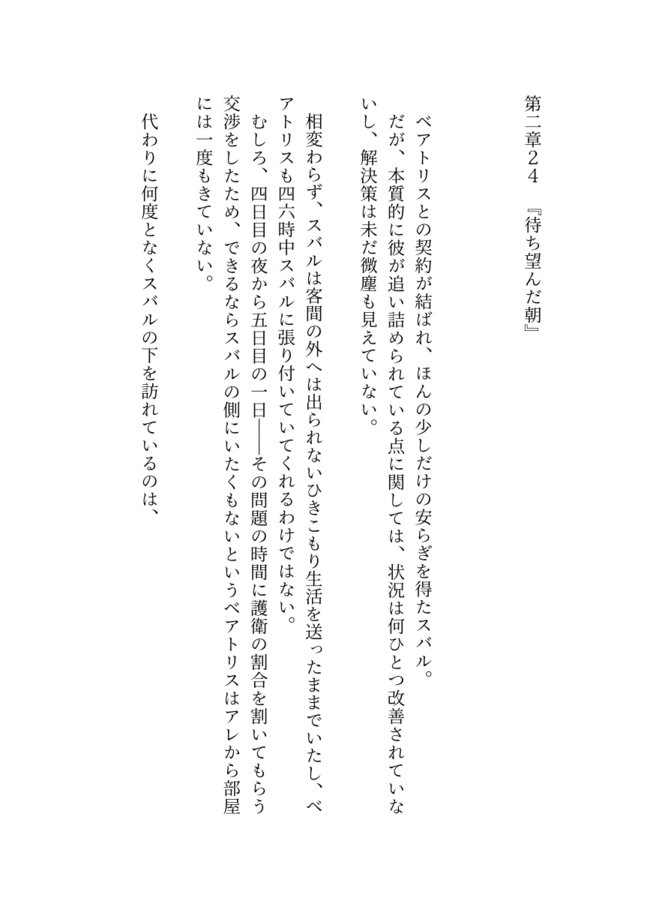 第二章２４　『待ち望んだ朝』
ベアトリスとの契約が結ばれ、ほんの少しだけの安らぎを得たスバル。
だが、本質的に彼が追い詰められている点に関しては、状況は何ひとつ改善されていな
いし、解決策は未だ微塵も見えていない。
相変わらず、スバルは客間の外へは出られないひきこもり生活を送ったままでいたし、ベ
アトリスも四六時中スバルに張り付いていてくれるわけではない。
むしろ、四日目の夜から五日目の一日――その問題の時間に護衛の割合を割いてもらう
交渉をしたため、できるならスバルの側にいたくもないというベアトリスはアレから部屋
には一度もきていない。
代わりに何度となくスバルの下を訪れているのは、